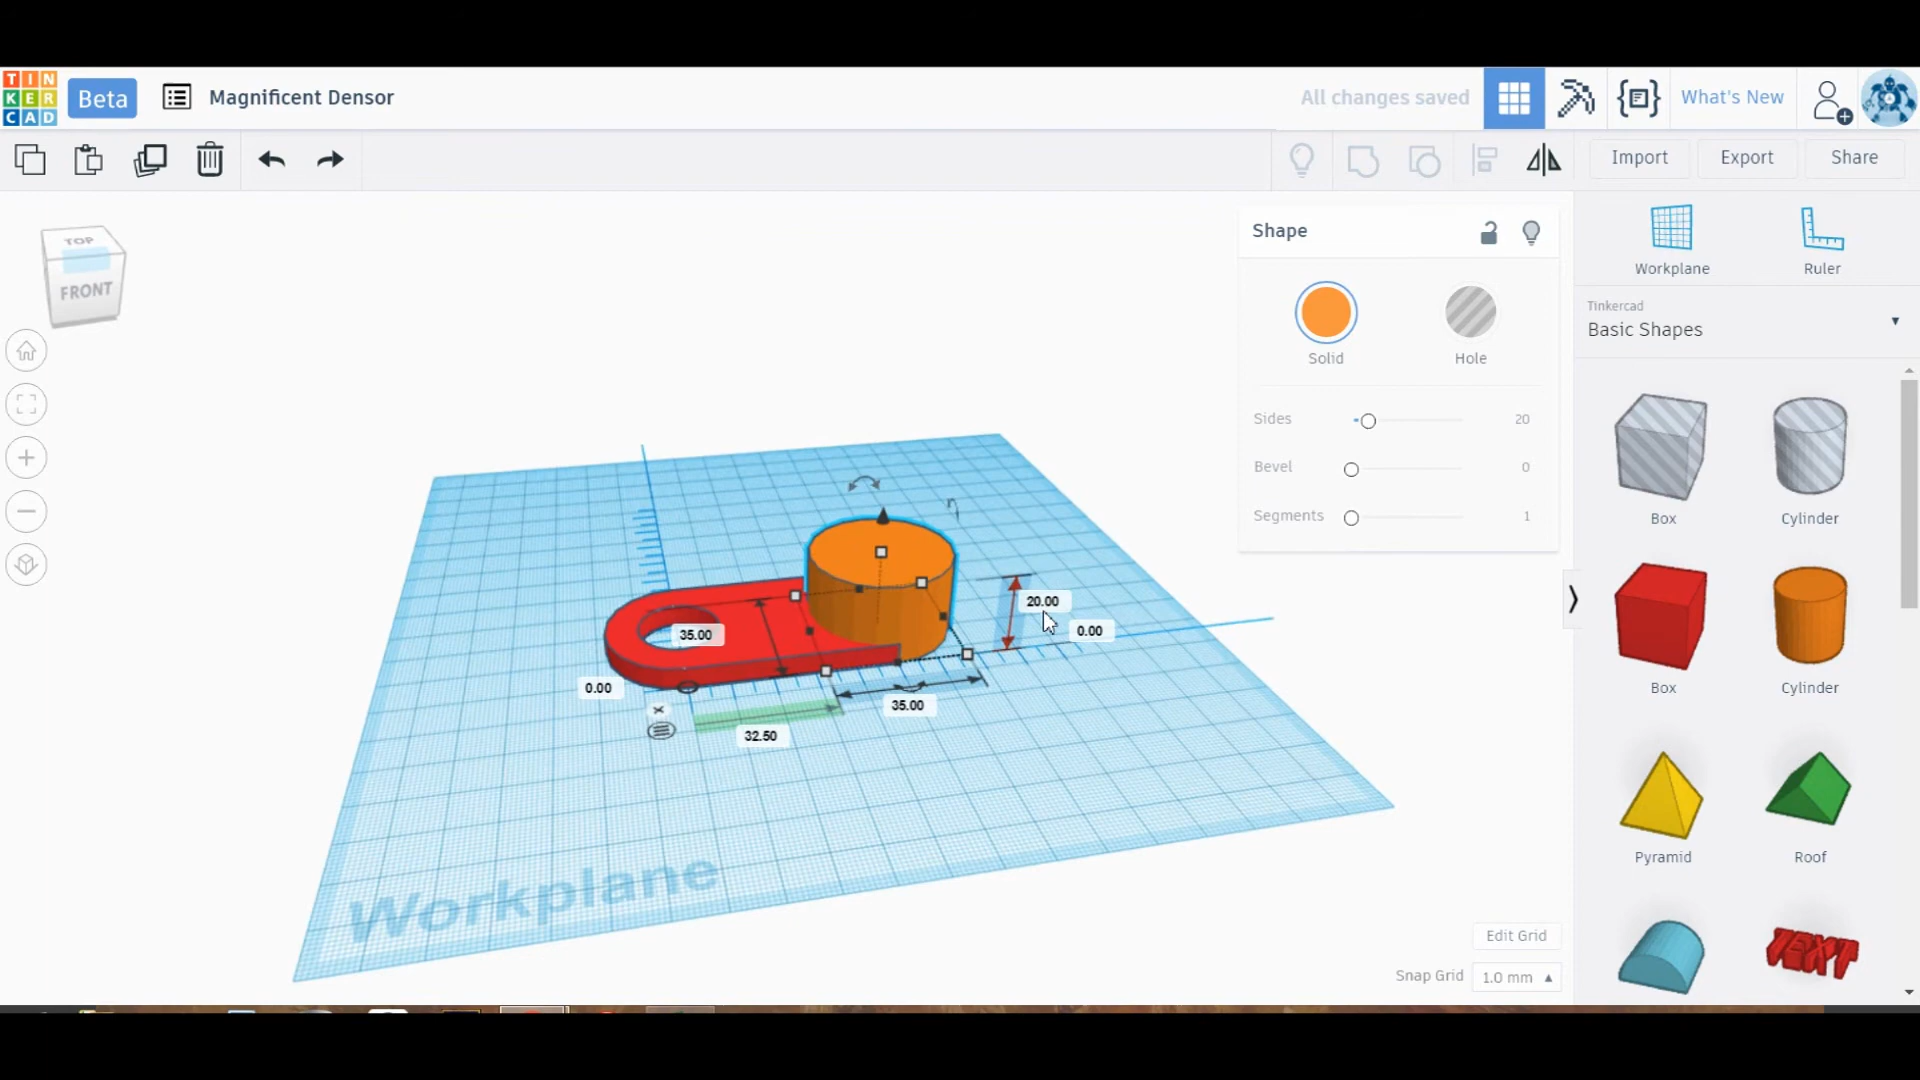 TIN
KER
CAD
Beta
Magnificent Densor
All changes saved
What's New
Import
Export
Share
TOP
FRONT
Shape
Solid
Hole
Sides
20
Bevel
0
Segments
1
Workplane
Ruler
Tinkercad
Basic Shapes
Box
Cylinder
Box
Cylinder
Pyramid
Roof
TEXT
20.00
0.00
35.00
0.00
35.00
32.50
Workplane
Edit Grid
Snap Grid
1.0 mm